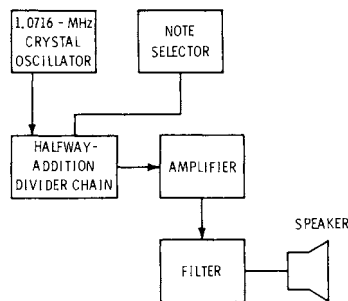 1.0716 - MHz
CRYSTAL
OSCILLATOR
NOTE
SELECTOR
HALFWAY-
ADDITION
DIVIDER CHAIN
AMPLIFIER
SPEAKER
FILTER